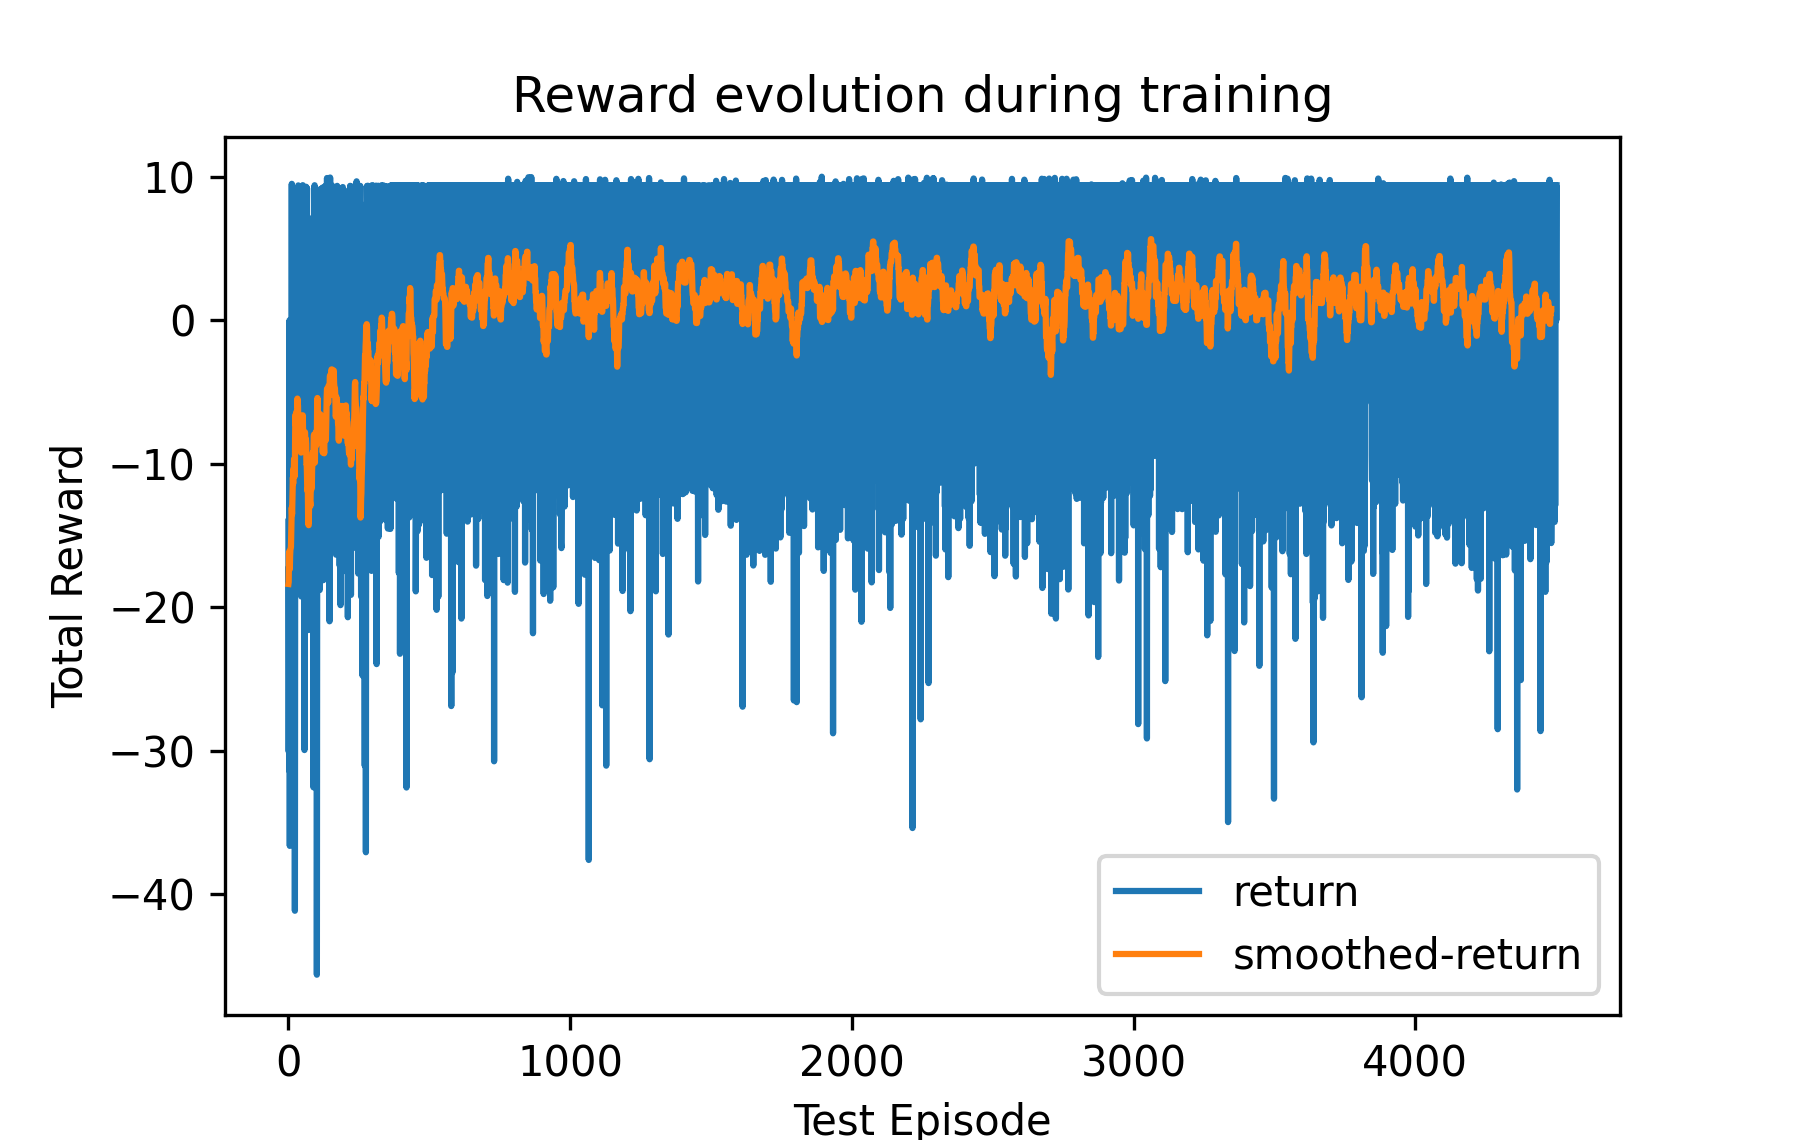 Reward evolution during training
10
0
−10
−20
−30
−40
Total Reward
return
smoothed-return
0 1000 2000 3000 4000
Test Episode